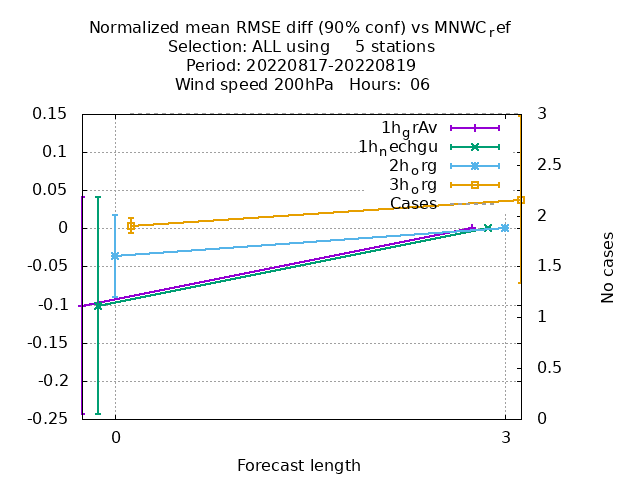 Normalized mean RMSE diff (90% conf) vs MNWC_ref
Selection: ALL using     5 stations
Period: 20220817-20220819
Wind speed 200hPa   Hours:  06
0.15
0.1
0.05
0
-0.05
-0.1
-0.15
-0.2
-0.25
3
2.5
2
1.5
1
0.5
0
1h_grAv
1h_nechgu
2h_org
3h_org
Cases
No cases
0
3
Forecast length